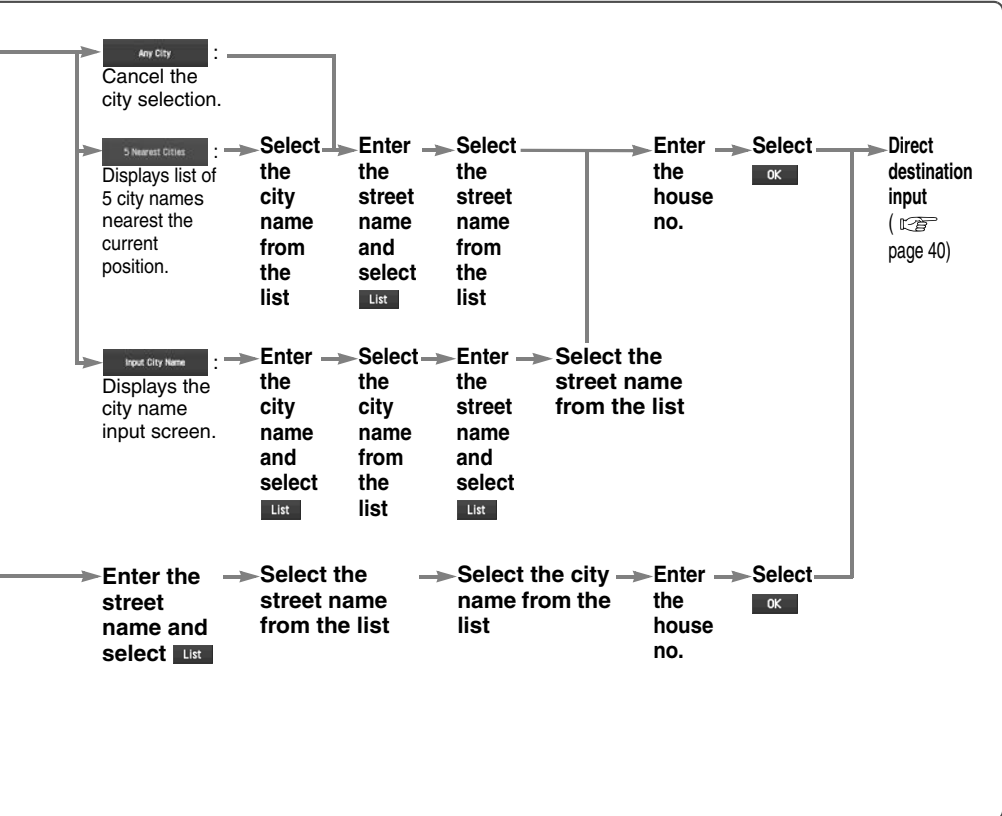 Any City :
Cancel the
city selection.
5 Nearest Cities :
Displays list of
5 city names
nearest the
current
position.
Select
the
city
name
from
the
list
Enter
the
street
name
and
select
List
Select
the
street
name
from
the
list
Enter
the
house
no.
Select
OK
Direct
destination
input
(
page 40)
Input City Name :
Displays the
city name
input screen.
Enter
the
city
name
and
select
List
Select
the
city
name
from
the
list
Enter
the
street
name
and
select
List
Select the
street name
from the list
Enter the
street
name and
select List
Select the
street name
from the list
Select the city
name from the
list
Enter
the
house
no.
Select
OK